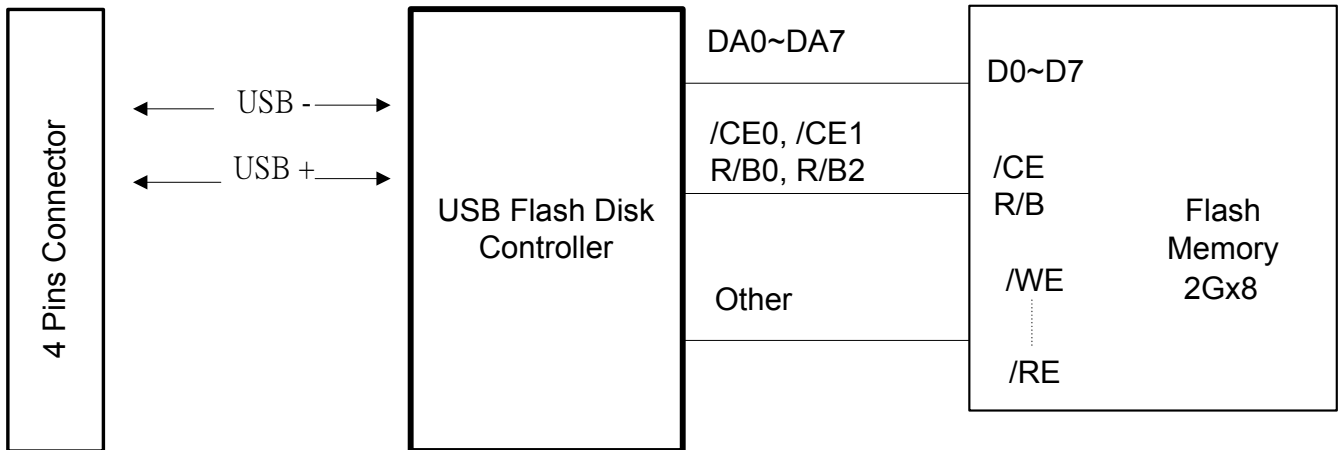 4 Pins Connector
USB -
USB +
USB Flash Disk
Controller
DA0~DA7
/CE0, /CE1
R/B0, R/B2
Other
D0~D7
/CE
R/B
/WE
/RE
Flash
Memory
2Gx8